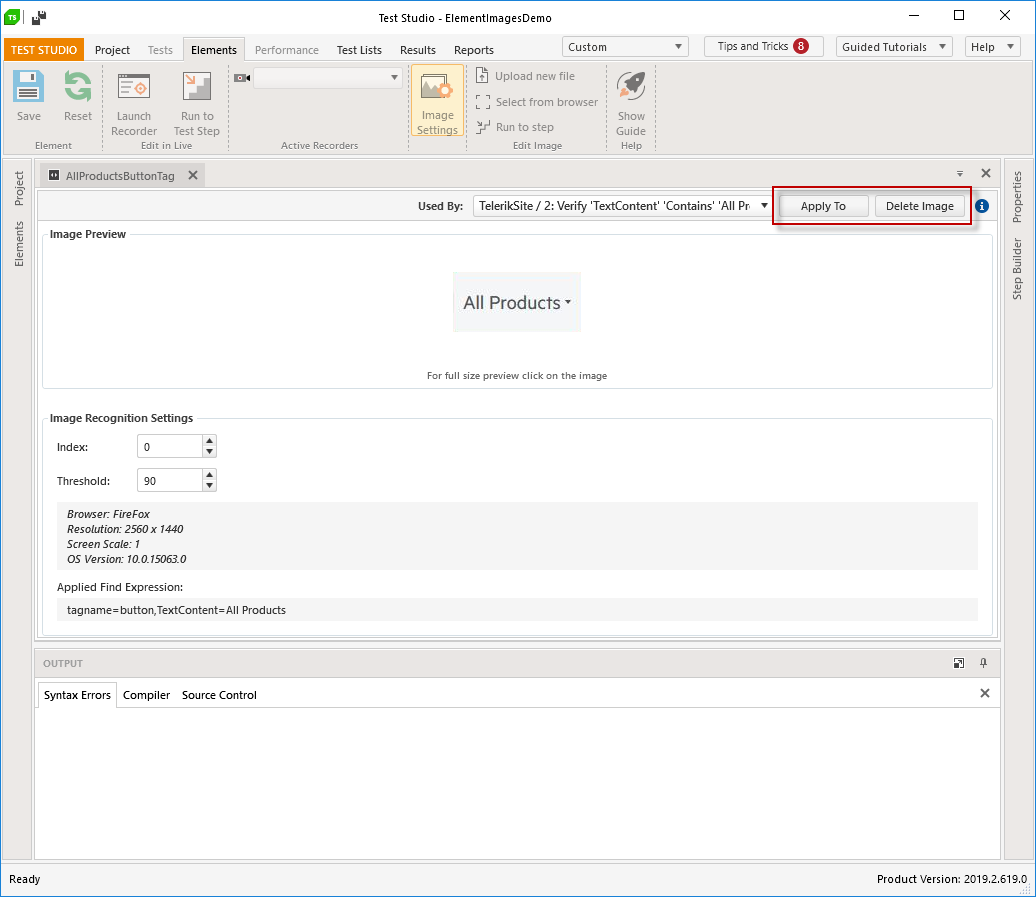 TS
Test Studio - ElementImagesDemo
TEST STUDIO Project Tests Elements Performance Test Lists Results Reports Custom Tips and Tricks 8 Guided Tutorials Help
Save Reset Launch Recorder Run to Test Step Image Settings Upload new file
Select from browser
Run to step
Show Guide
Element Edit in Live Active Recorders Edit Image Help
Project
Elements
AllProductsButtonTag
Used By: TelerikSite / 2: Verify 'TextContent' 'Contains' 'All Pr Apply To Delete Image i
Properties
Step Builder
Image Preview
All Products
For full size preview click on the image
Image Recognition Settings
Index: 0
Threshold: 90
Browser: FireFox
Resolution: 2560 x 1440
Screen Scale: 1
OS Version: 10.0.15063.0
Applied Find Expression:
tagname=button,TextContent=All Products
OUTPUT
Syntax Errors Compiler Source Control
Ready Product Version: 2019.2.619.0